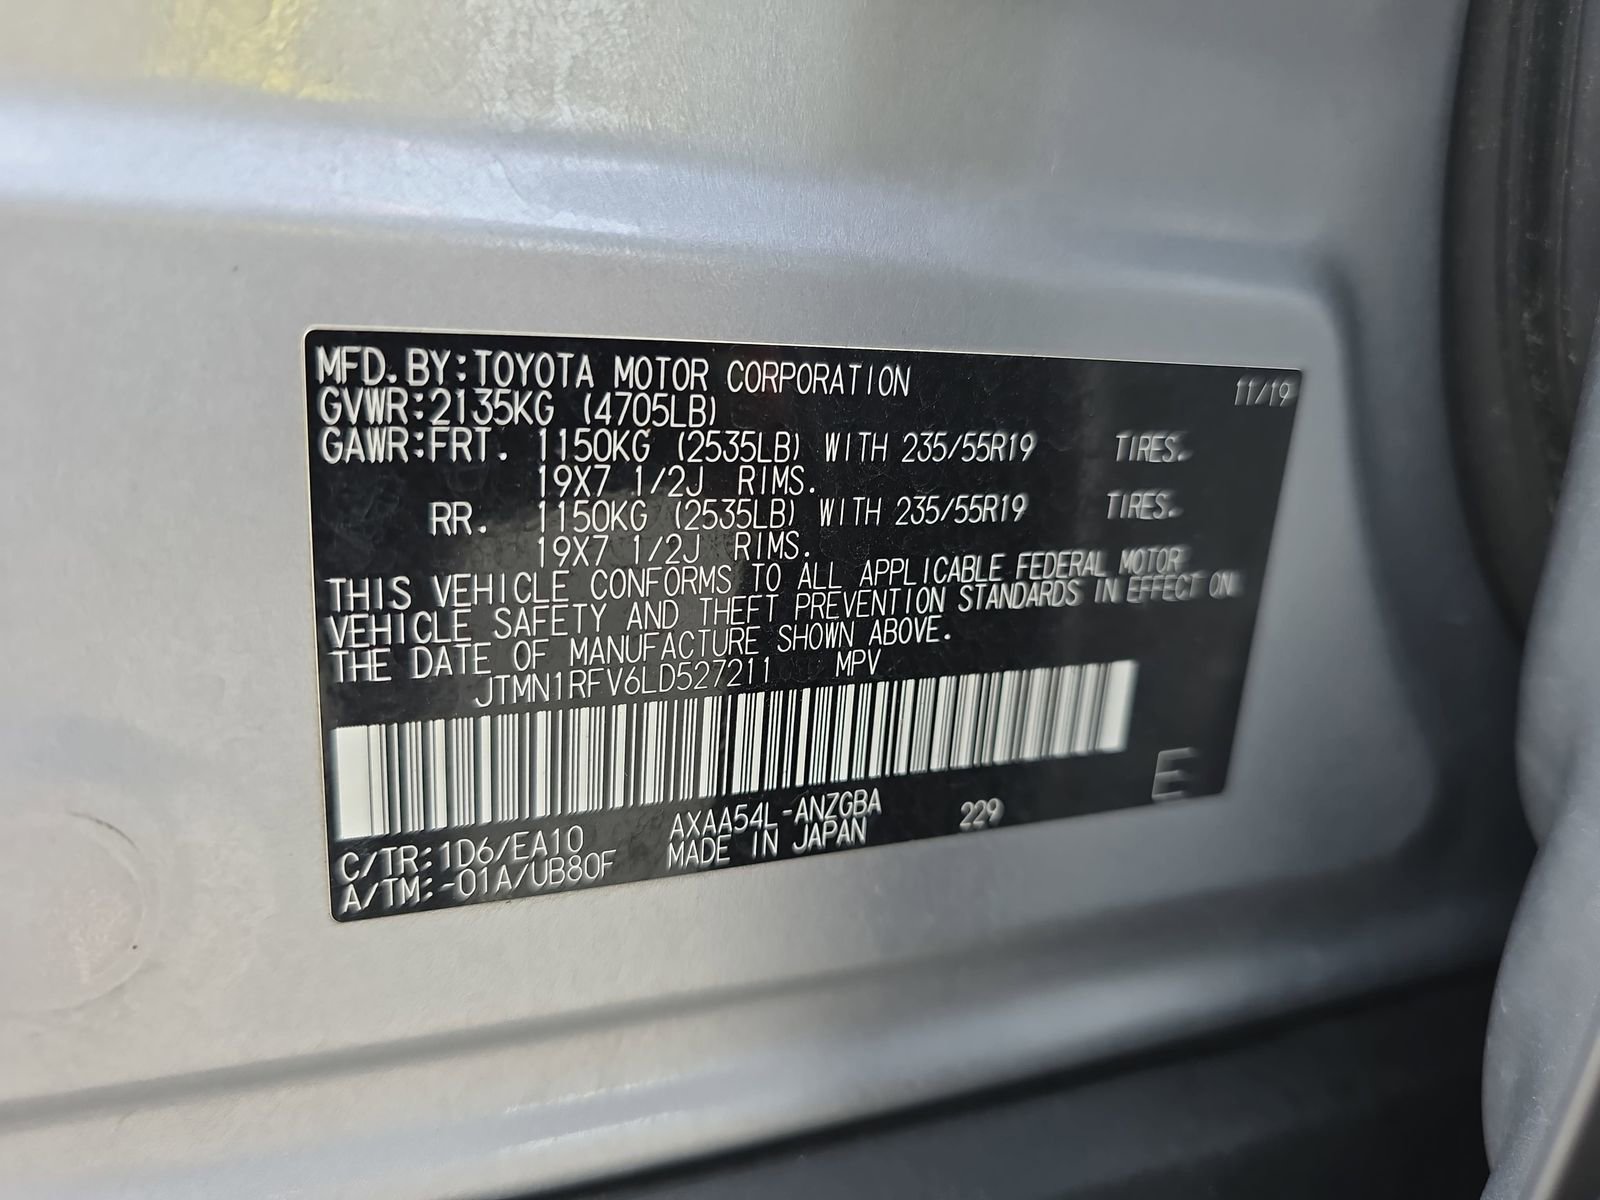 MFD. BY: TOYOTA MOTOR CORPORATION 11/19
GVWR: 2135KG (4705LB)
GAWR: FRT. 1150KG (2535LB) WITH 235/55R19 TIRES.
19X7 1/2J RIMS.
RR. 1150KG (2535LB) WITH 235/55R19 TIRES.
19X7 1/2J RIMS.
THIS VEHICLE CONFORMS TO ALL APPLICABLE FEDERAL MOTOR
VEHICLE SAFETY AND THEFT PREVENTION STANDARDS IN EFFECT ON
THE DATE OF MANUFACTURE SHOWN ABOVE.
JTMN1RFV6LD527211 MPV
E
C/TR: 1D6/EA10 AXAA54L-ANZGBA 229
A/TM: -01A/UB80F MADE IN JAPAN